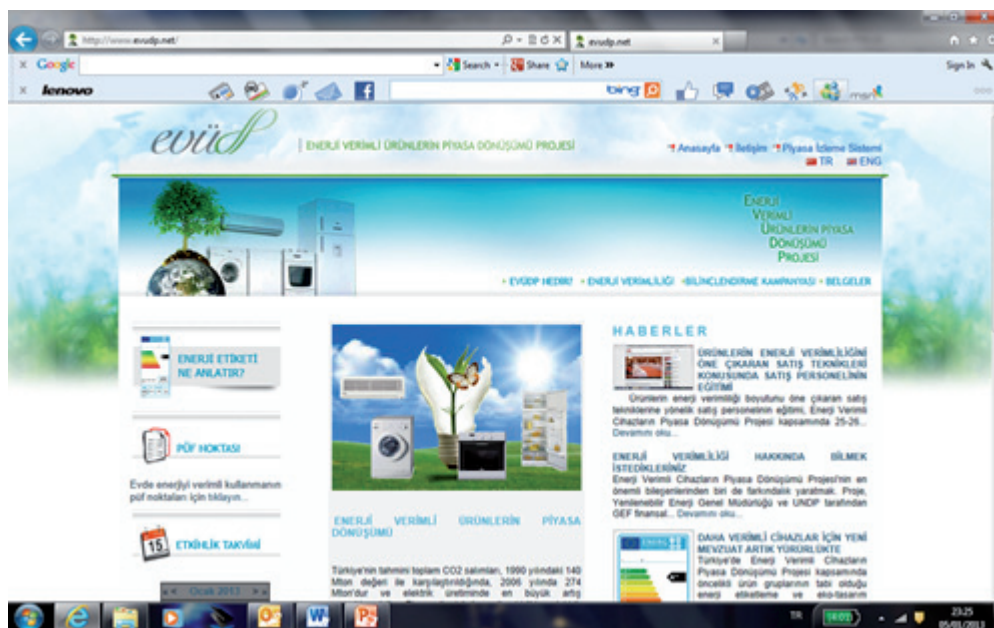 http://www.evudp.net/
evudp.net
x Google
Search
Share
More »
Sign In
x lenovo
bing
msn
evüdp
ENERJİ VERİMLİ ÜRÜNLERİN PİYASA DÖNÜŞÜMÜ PROJESİ
Anasayfa İletişim Piyasa İzleme Sistemi
TR ENG
ENERJİ
VERİMLİ
ÜRÜNLERİN PİYASA
DÖNÜŞÜMÜ
PROJESİ
EVÜDP NEDİR? ENERJİ VERİMLİLİĞİ BİLİNÇLENDİRME KAMPANYASI BELGELER
ENERJİ ETİKETİ
NE ANLATIR?
PÜF NOKTASI
Evde enerjiyi verimli kullanmanın
püf noktaları için tıklayın...
15
ETKİNLİK TAKVİMİ
Ocak 2013
ENERJİ VERİMLİ ÜRÜNLERİN PİYASA
DÖNÜŞÜMÜ
Türkiye'nin tahmini toplam CO2 salımları, 1990 yılındaki 140
Mton değeri ile karşılaştırıldığında, 2006 yılında 274
Mton'dur ve elektrik üretiminde en büyük artış
HABERLER
ÜRÜNLERİN ENERJİ VERİMLİLİĞİNİ
ÖNE ÇIKARAN SATIŞ TEKNİKLERİ
KONUSUNDA SATIŞ PERSONELİNİN
EĞİTİMİ
Ürünlerin enerji verimliliği boyutunu öne çıkaran satış
tekniklerine yönelik satış personelinin eğitimi, Enerji Verimli
Cihazların Piyasa Dönüşümü Projesi kapsamında 25-26...
Devamını oku...
ENERJİ VERİMLİLİĞİ HAKKINDA BİLMEK
İSTEDİKLERİNİZ
Enerji Verimli Cihazların Piyasa Dönüşümü Projesi'nin en
önemli bileşenlerinden biri de farkındalık yaratmak. Proje,
Yenilenebilir Enerji Genel Müdürlüğü ve UNDP tarafından
GEF finansal... Devamını oku...
DAHA VERİMLİ CİHAZLAR İÇİN YENİ
MEVZUAT ARTIK YÜRÜRLÜKTE
Türkiye'de Enerji Verimli Cihazların
Piyasa Dönüşümü Projesi kapsamında
öncelikli ürün gruplarının tabi olduğu
enerji etiketleme ve eko-tasarım
TR
23:25
05/01/2013